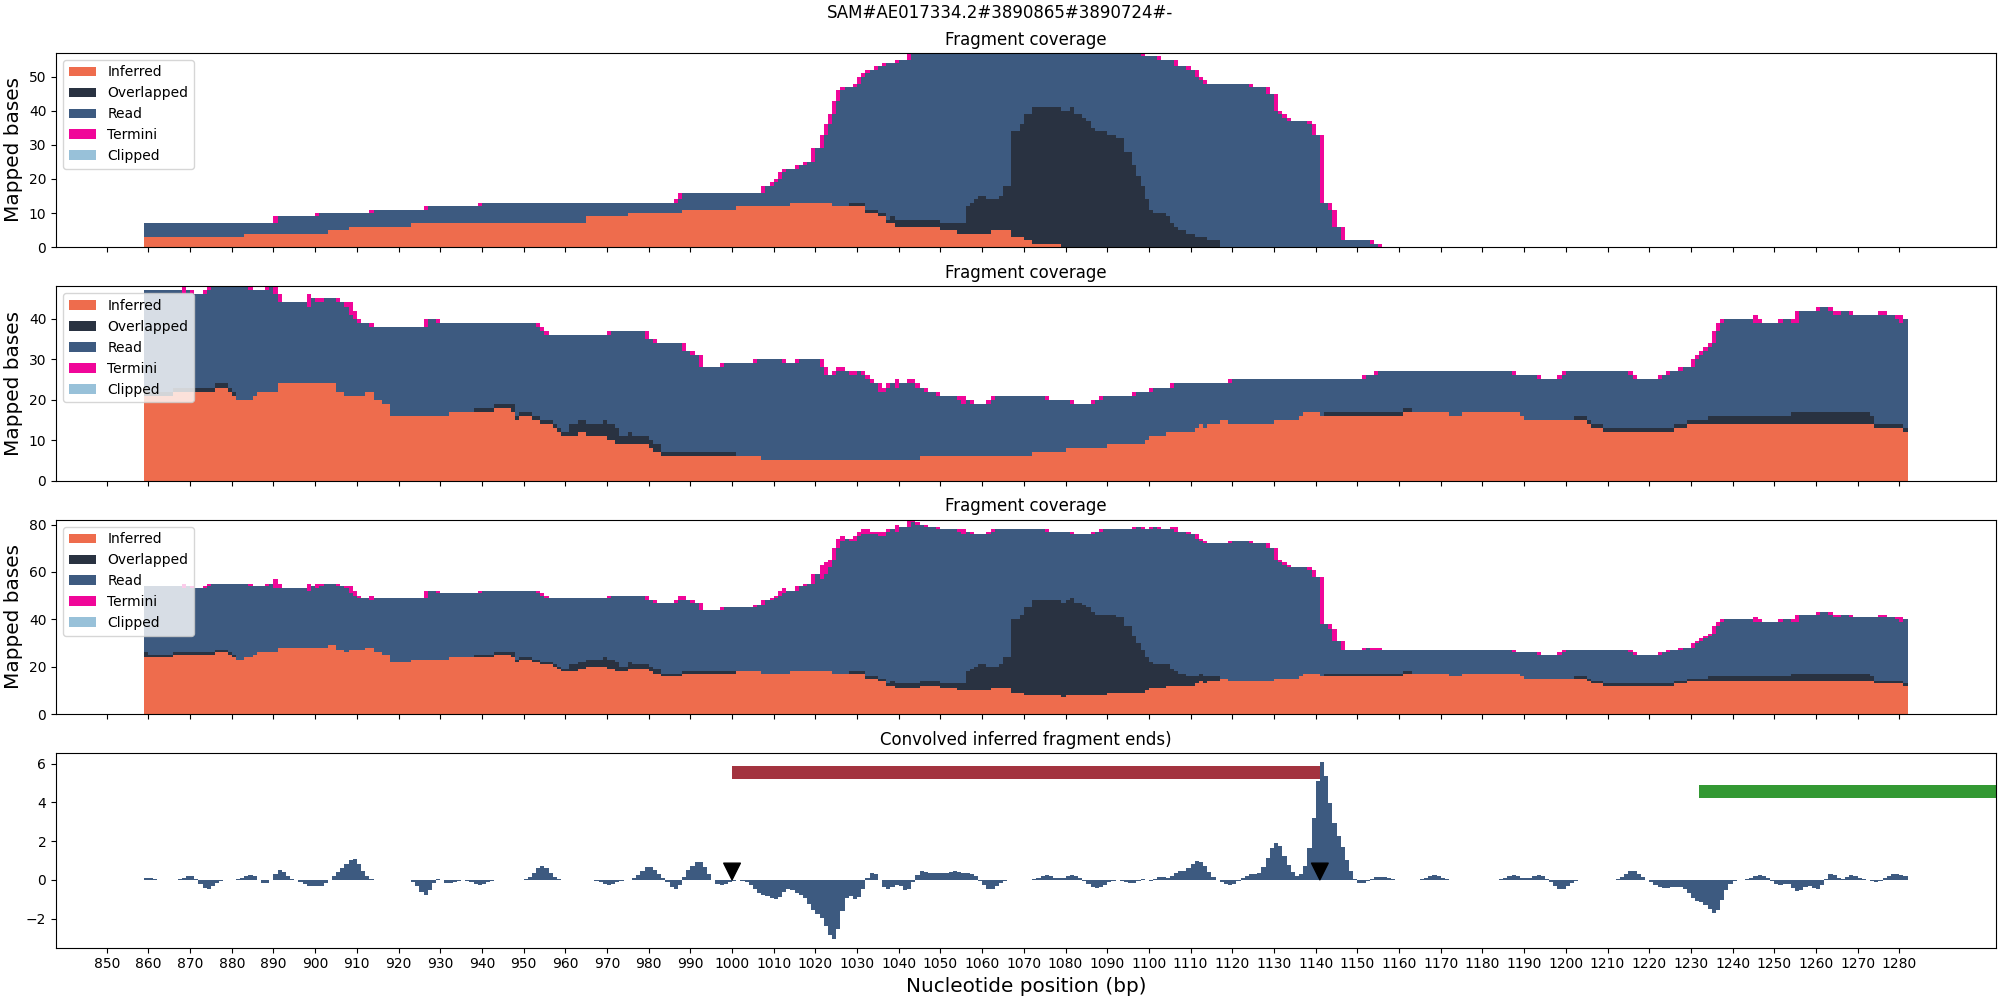 SAM#AE017334.2#3890865#3890724#-
Fragment coverage
Mapped bases
50
40
30
20
10
0
Inferred
Overlapped
Read
Termini
Clipped
Fragment coverage
Mapped bases
40
30
20
10
0
Inferred
Overlapped
Read
Termini
Clipped
Fragment coverage
Mapped bases
80
60
40
20
0
Inferred
Overlapped
Read
Termini
Clipped
Convolved inferred fragment ends)
6
4
2
0
−2
850 860 870 880 890 900 910 920 930 940 950 960 970 980 990 1000 1010 1020 1030 1040 1050 1060 1070 1080 1090 1100 1110 1120 1130 1140 1150 1160 1170 1180 1190 1200 1210 1220 1230 1240 1250 1260 1270 1280
Nucleotide position (bp)